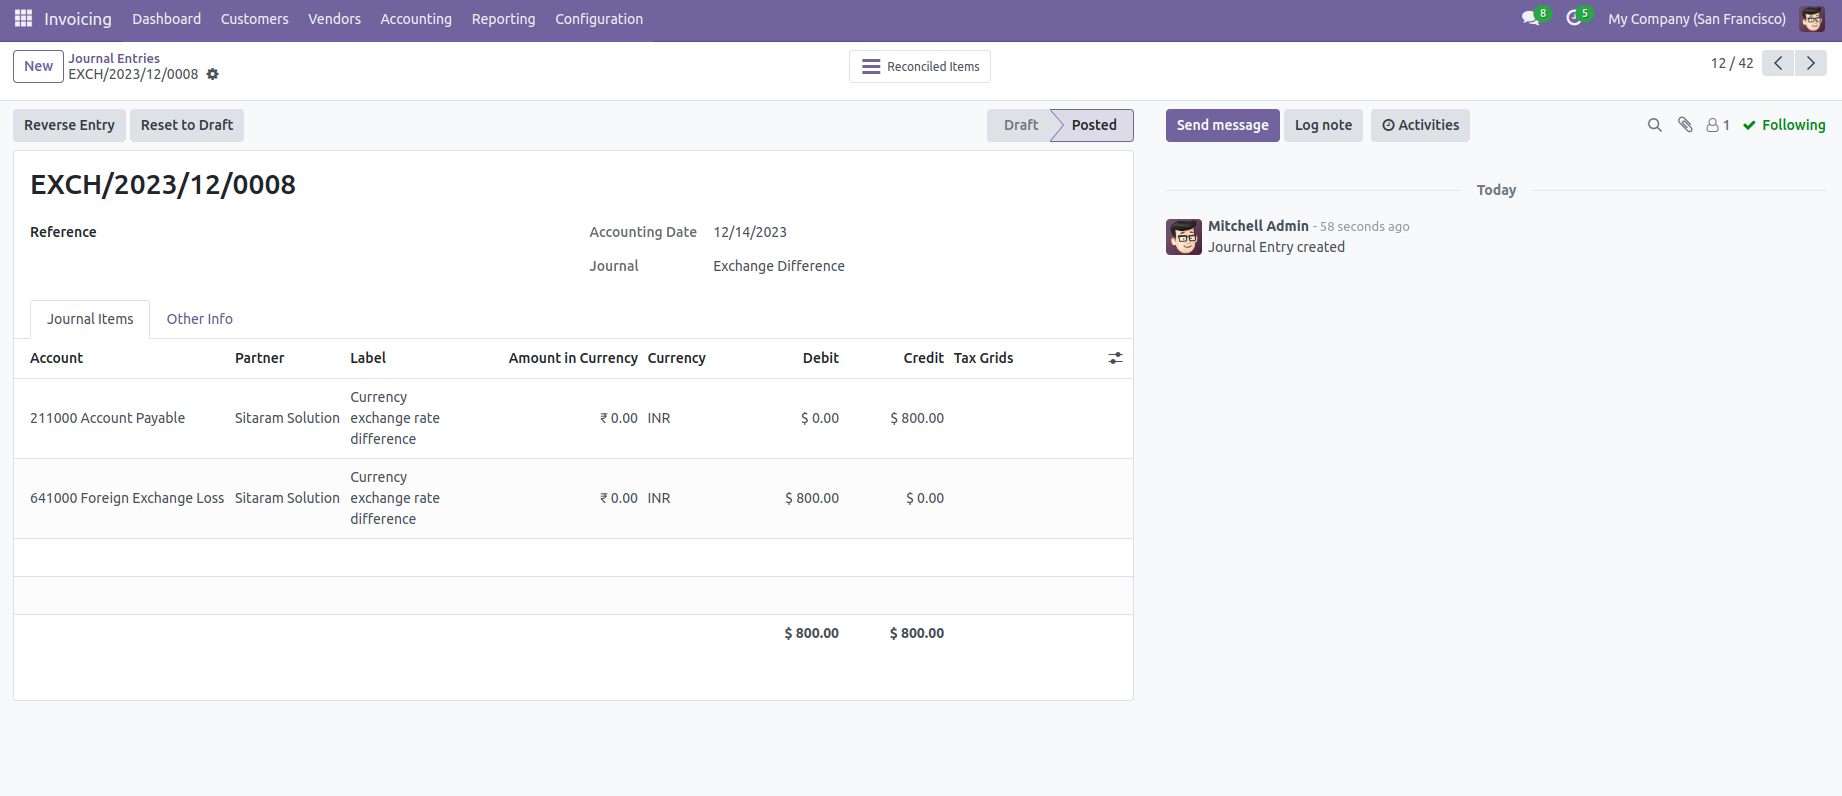 Invoicing Dashboard Customers Vendors Accounting Reporting Configuration 8 5 My Company (San Francisco)
New Journal Entries
EXCH/2023/12/0008
Reconciled Items
12 / 42
Reverse Entry Reset to Draft Draft Posted Send message Log note Activities 1 Following
EXCH/2023/12/0008
Reference Accounting Date 12/14/2023
Journal Exchange Difference
Today
Mitchell Admin - 58 seconds ago
Journal Entry created
Journal Items Other Info
Account Partner Label Amount in Currency Currency Debit Credit Tax Grids
211000 Account Payable Sitaram Solution Currency exchange rate difference ₹ 0.00 INR $ 0.00 $ 800.00
641000 Foreign Exchange Loss Sitaram Solution Currency exchange rate difference ₹ 0.00 INR $ 800.00 $ 0.00
$ 800.00 $ 800.00